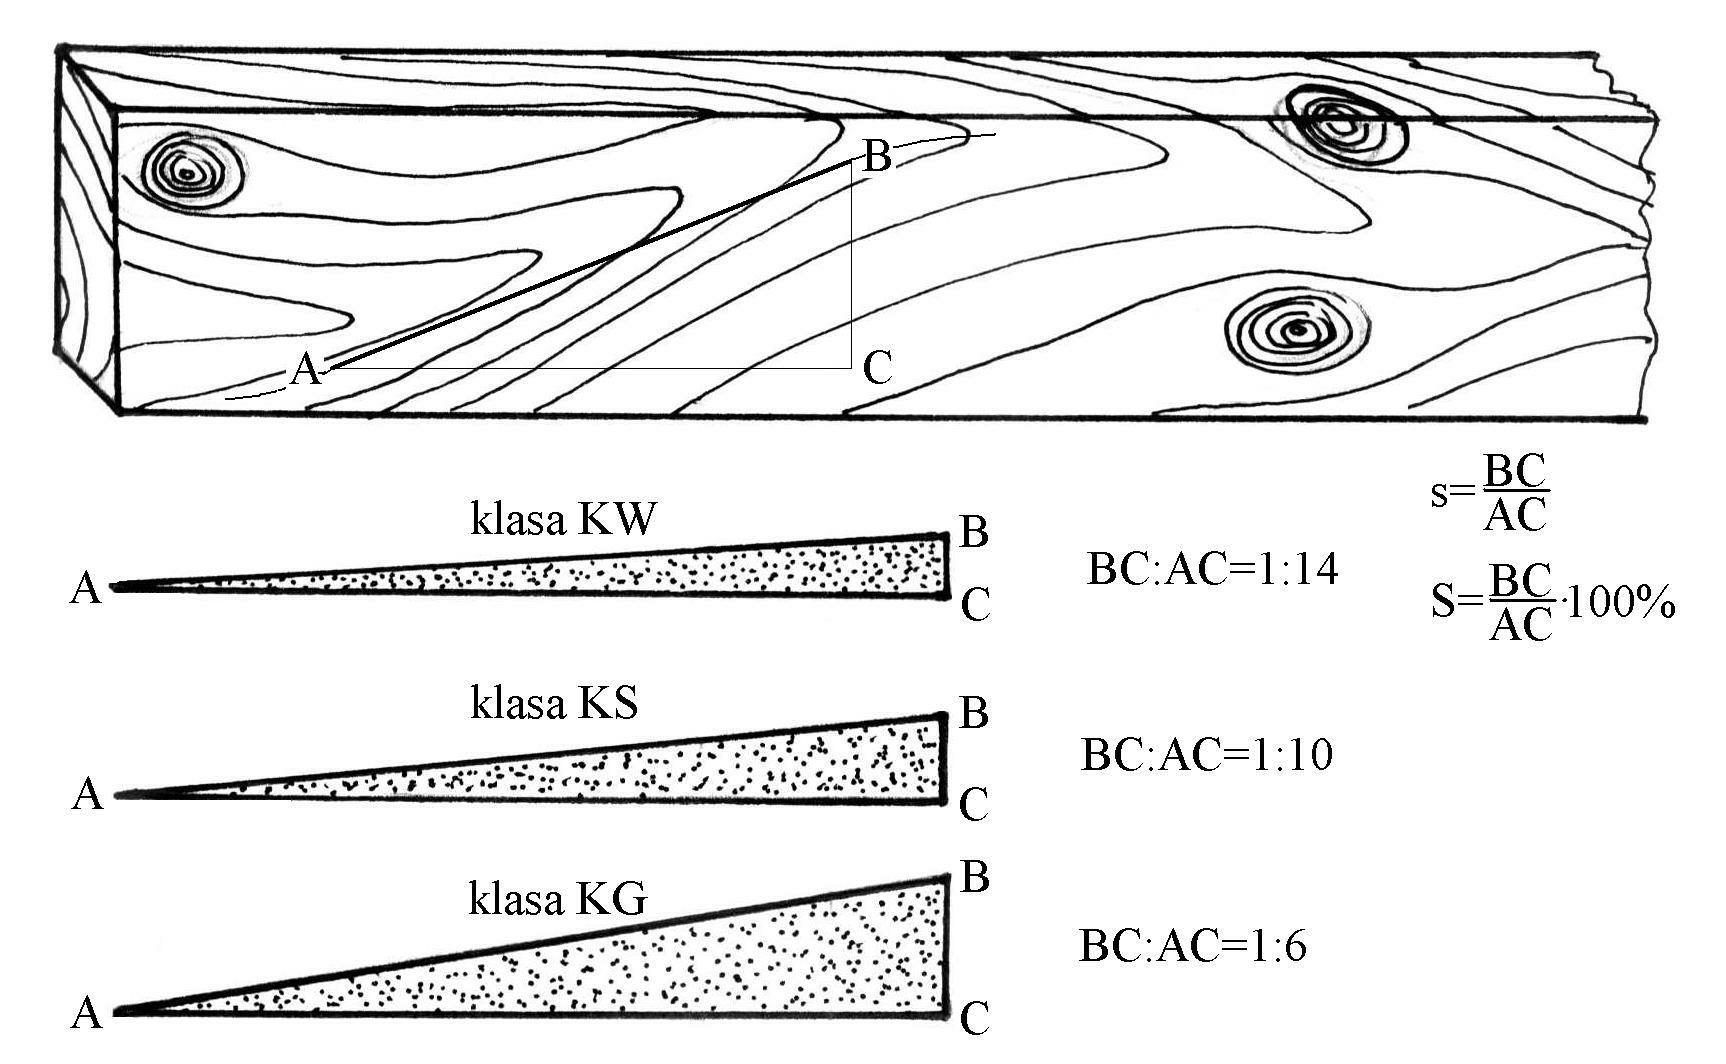 B
A
C
s=BC/AC
klasa KW
B
A
C
BC:AC=1:14
S=BC/AC·100%
klasa KS
B
A
C
BC:AC=1:10
klasa KG
B
A
C
BC:AC=1:6